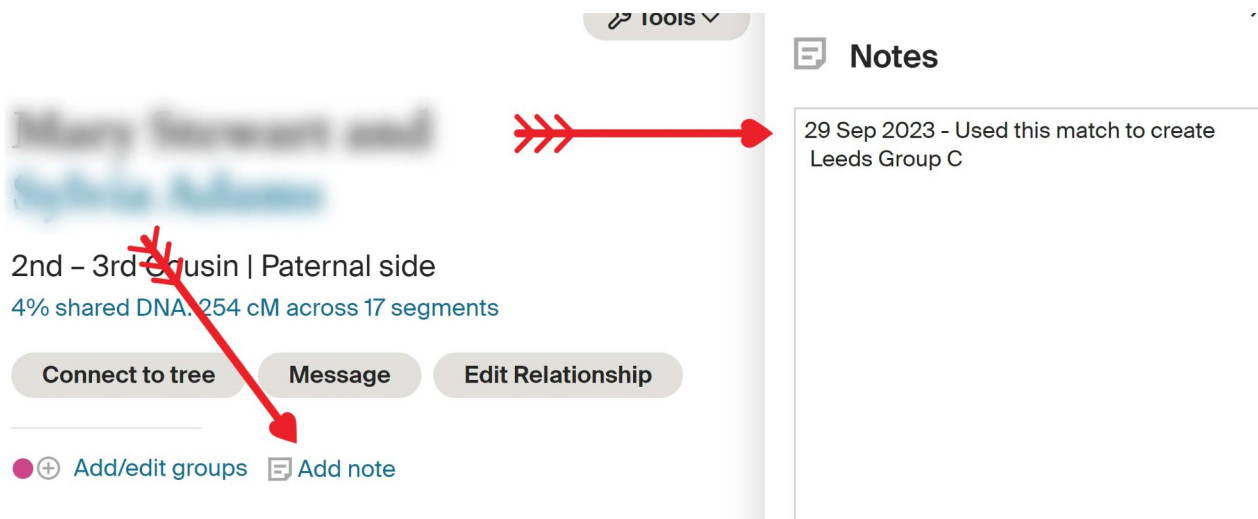 Tools
2nd – 3rd Cousin | Paternal side
4% shared DNA: 254 cM across 17 segments
Connect to tree
Message
Edit Relationship
Add/edit groups
Add note
Notes
29 Sep 2023 - Used this match to create
Leeds Group C